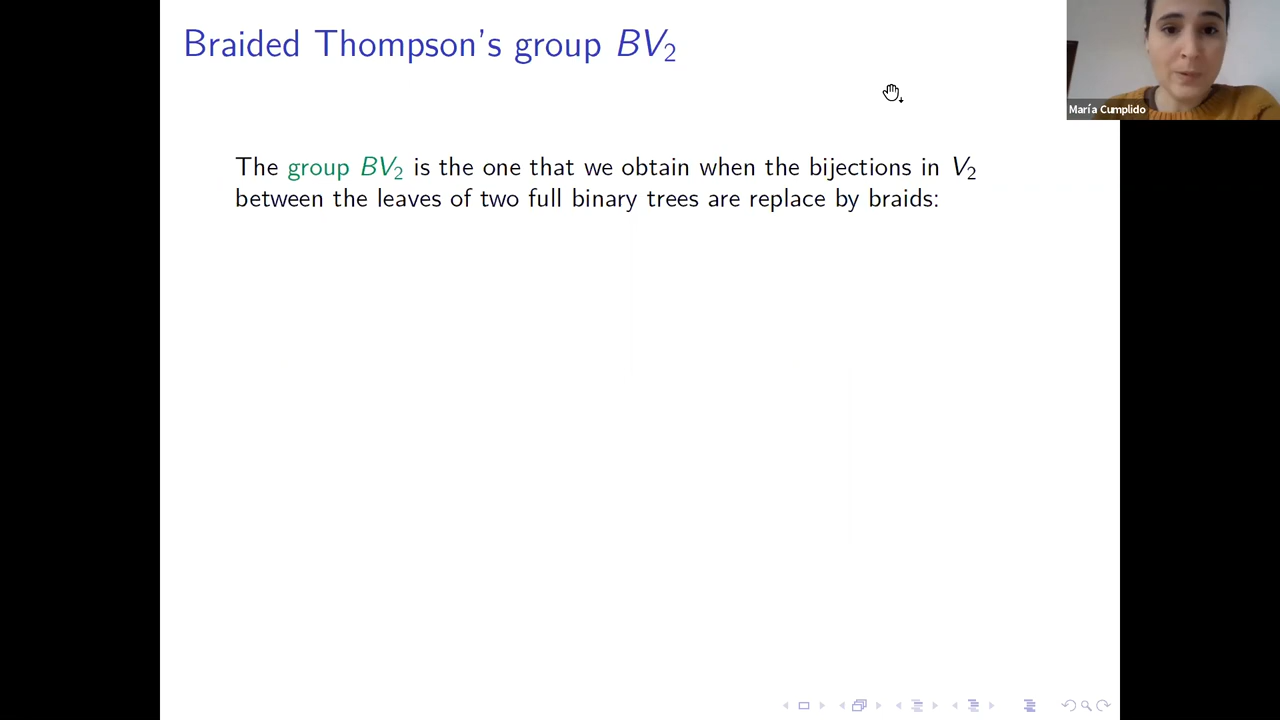 Braided Thompson's group BV₂
María Cumplido
The group BV₂ is the one that we obtain when the bijections in V₂
between the leaves of two full binary trees are replace by braids: